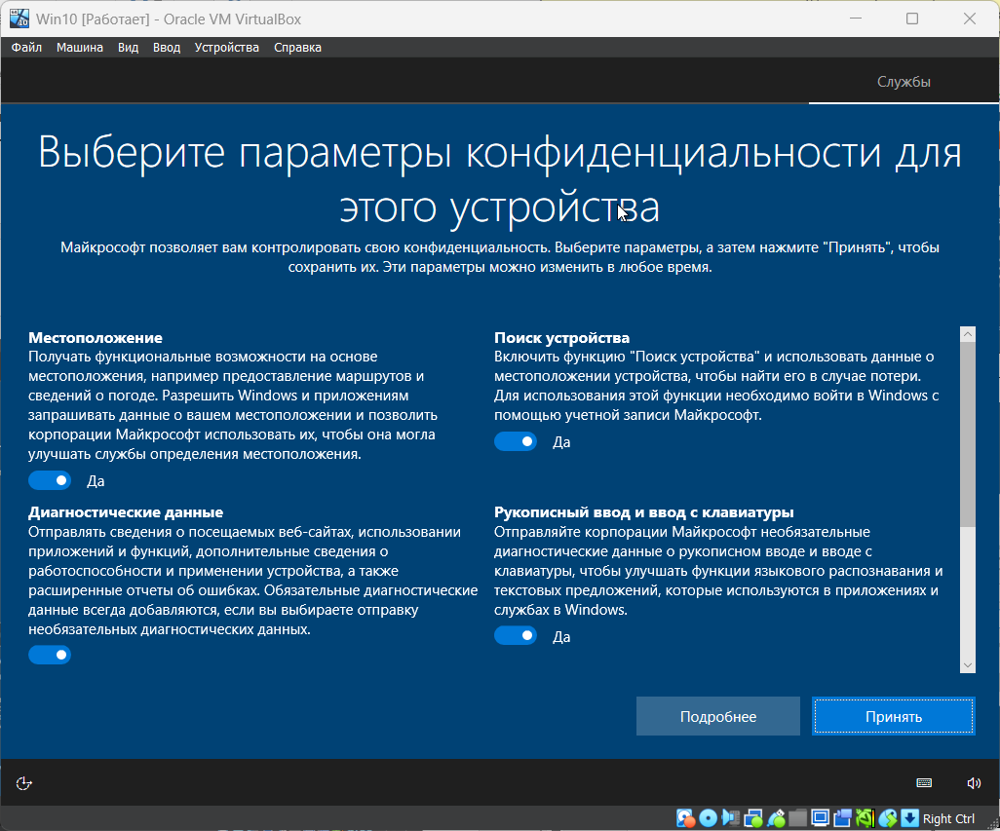 Win10 [Работает] - Oracle VM VirtualBox
Файл Машина Вид Ввод Устройства Справка
Службы
Выберите параметры конфиденциальности для
этого устройства
Майкрософт позволяет вам контролировать свою конфиденциальность. Выберите параметры, а затем нажмите "Принять", чтобы
сохранить их. Эти параметры можно изменить в любое время.
Местоположение
Получать функциональные возможности на основе
местоположения, например предоставление маршрутов и
сведений о погоде. Разрешить Windows и приложениям
запрашивать данные о вашем местоположении и позволить
корпорации Майкрософт использовать их, чтобы она могла
улучшать службы определения местоположения.
Да
Поиск устройства
Включить функцию "Поиск устройства" и использовать данные о
местоположении устройства, чтобы найти его в случае потери.
Для использования этой функции необходимо войти в Windows с
помощью учетной записи Майкрософт.
Да
Диагностические данные
Отправлять сведения о посещаемых веб-сайтах, использовании
приложений и функций, дополнительные сведения о
работоспособности и применении устройства, а также
расширенные отчеты об ошибках. Обязательные диагностические
данные всегда добавляются, если вы выбираете отправку
необязательных диагностических данных.
Рукописный ввод и ввод с клавиатуры
Отправляйте корпорации Майкрософт необязательные
диагностические данные о рукописном вводе и вводе с
клавиатуры, чтобы улучшать функции языкового распознавания и
текстовых предложений, которые используются в приложениях и
службах в Windows.
Да
Подробнее
Принять
Right Ctrl